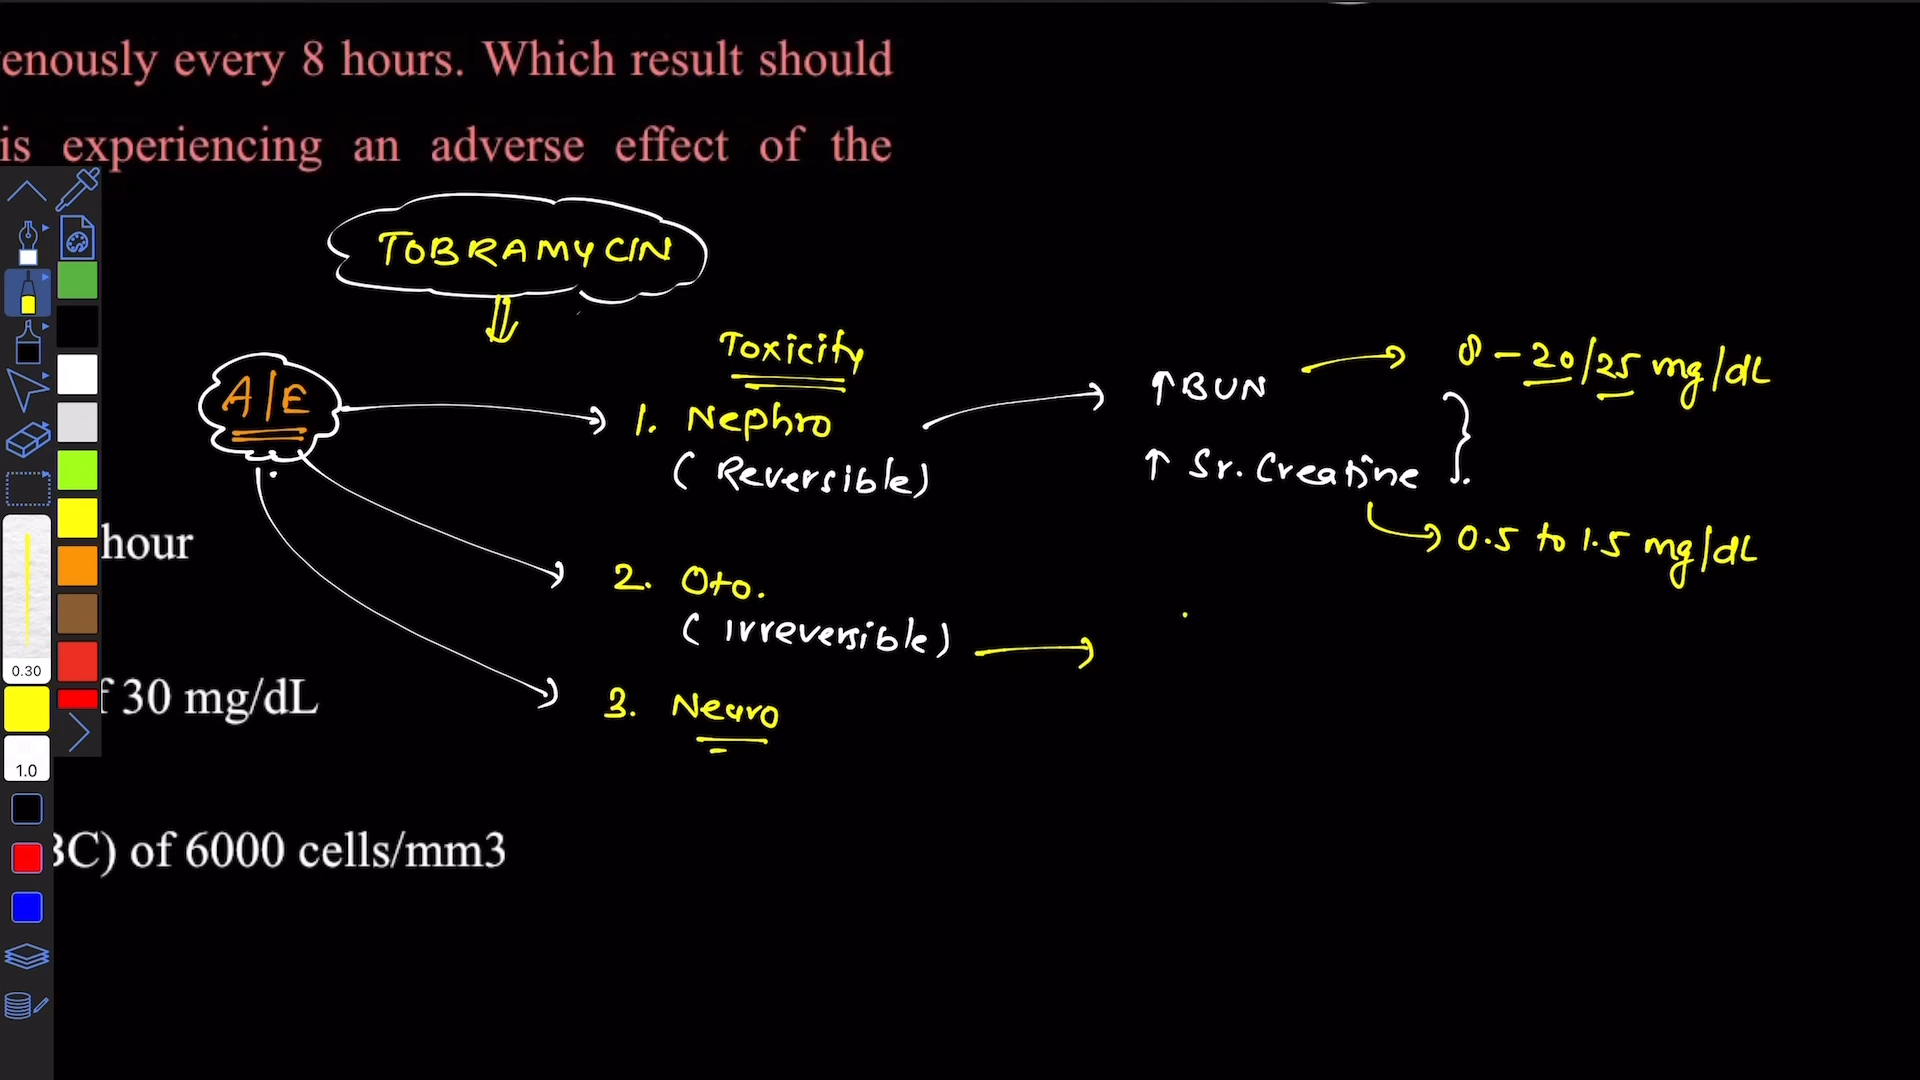 enously every 8 hours. Which result should
is experiencing an adverse effect of the
TOBRAMYCIN
Toxicity
A/E
1. Nephro
(Reversible)
↑BUN
8 - 20/25 mg/dL
↑ Sr. Creatine
0.5 to 1.5 mg/dL
hour
2. Oto.
(irreversible)
3. Neuro
f 30 mg/dL
BC) of 6000 cells/mm3
0.30
1.0